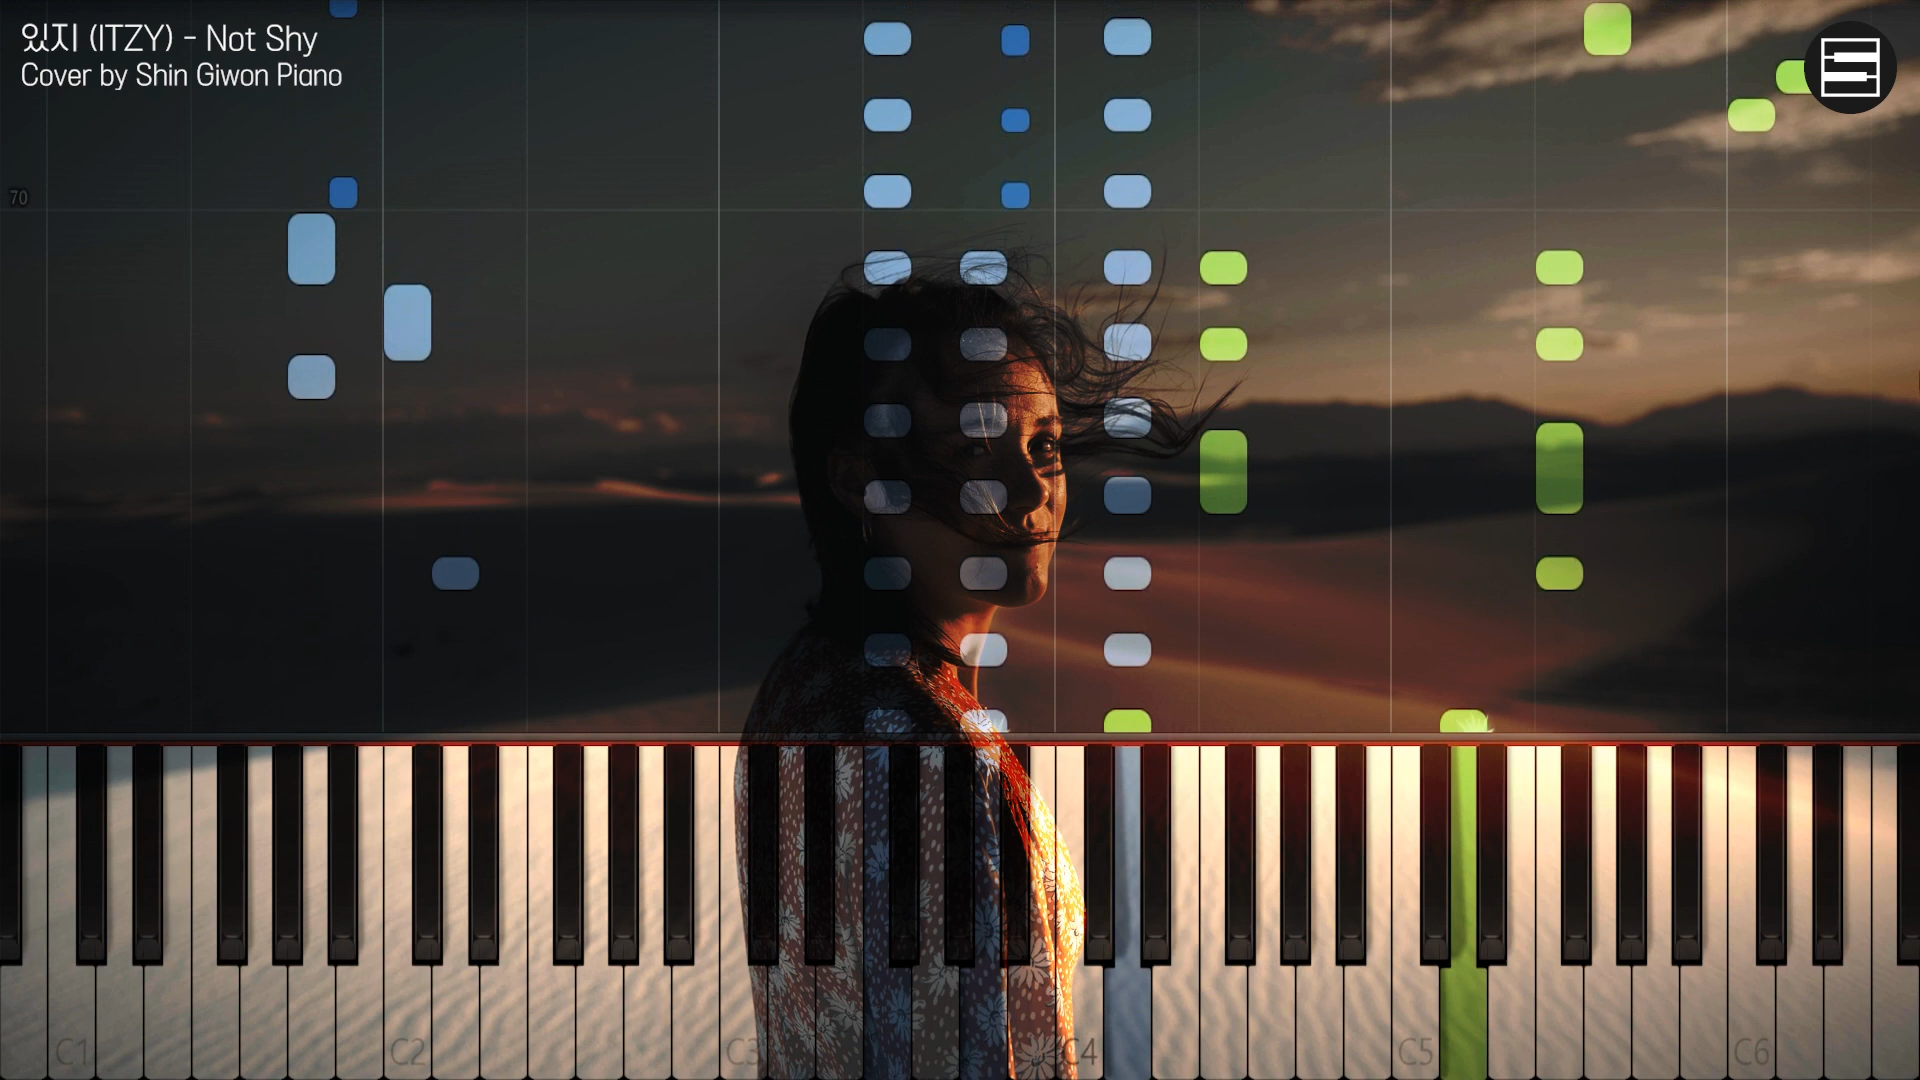 있지 (ITZY) - Not Shy
Cover by Shin Giwon Piano
70
C1 C2 C3 C4 C5 C6